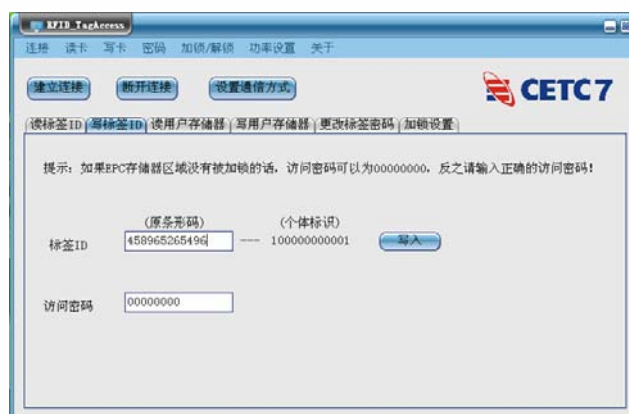 RFID_TagAccess
连接 读卡 写卡 密码 加锁/解锁 功率设置 关于
建立连接 断开连接 设置通信方式 CETC 7
读标签ID 写标签ID 读用户存储器 写用户存储器 更改标签密码 加锁设置
提示：如果EPC存储器区域没有被加锁的话，访问密码可以为00000000，反之请输入正确的访问密码！
(原条形码) (个体标识)
标签ID 458965265496 --- 100000000001 写入
访问密码 00000000